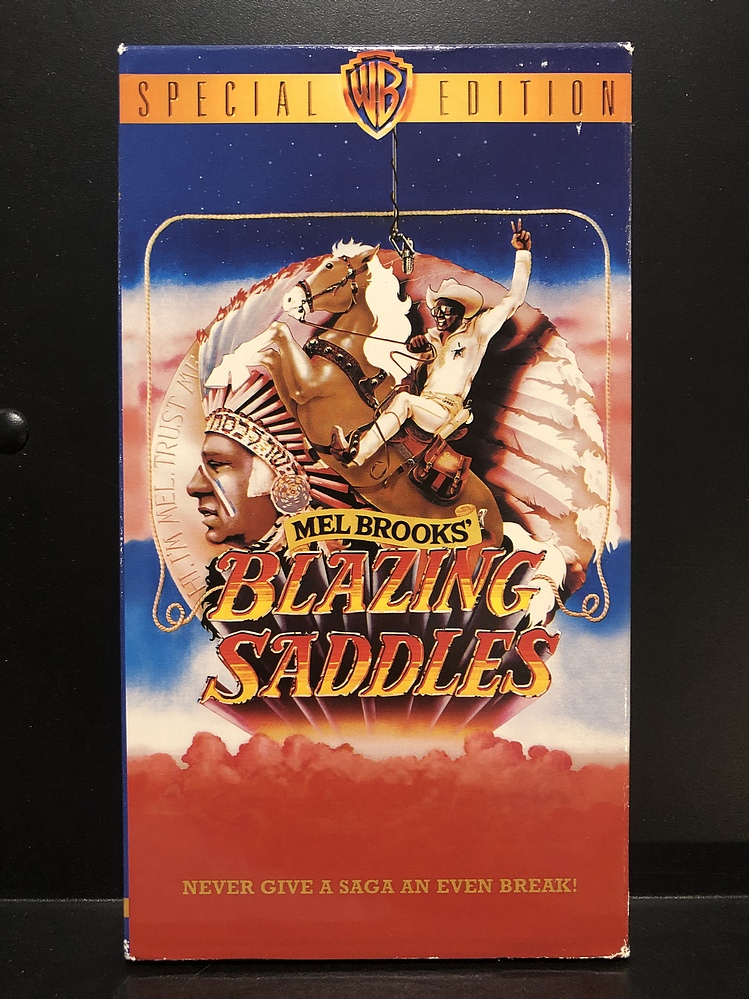 SPECIAL WB EDITION
HI. I'M MEL. TRUST ME.
MEL BROOKS'
BLAZING
SADDLES
NEVER GIVE A SAGA AN EVEN BREAK!